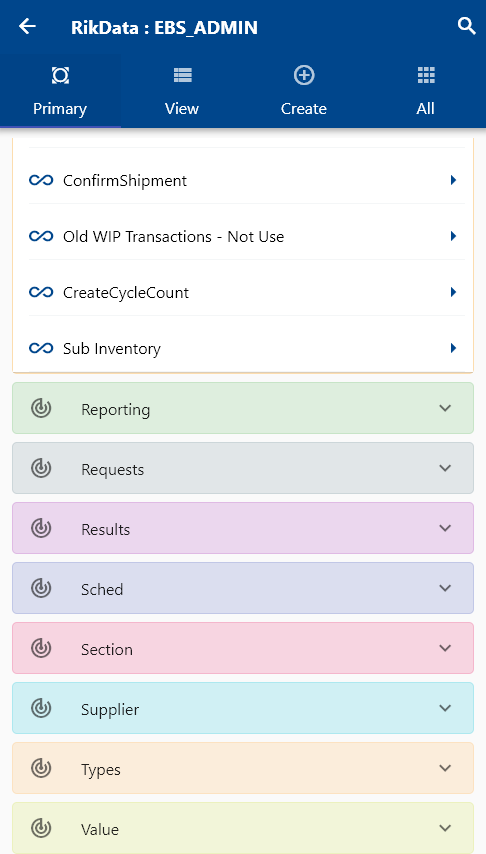 RikData : EBS_ADMIN
Primary
View
Create
All
ConfirmShipment
Old WIP Transactions - Not Use
CreateCycleCount
Sub Inventory
Reporting
Requests
Results
Sched
Section
Supplier
Types
Value